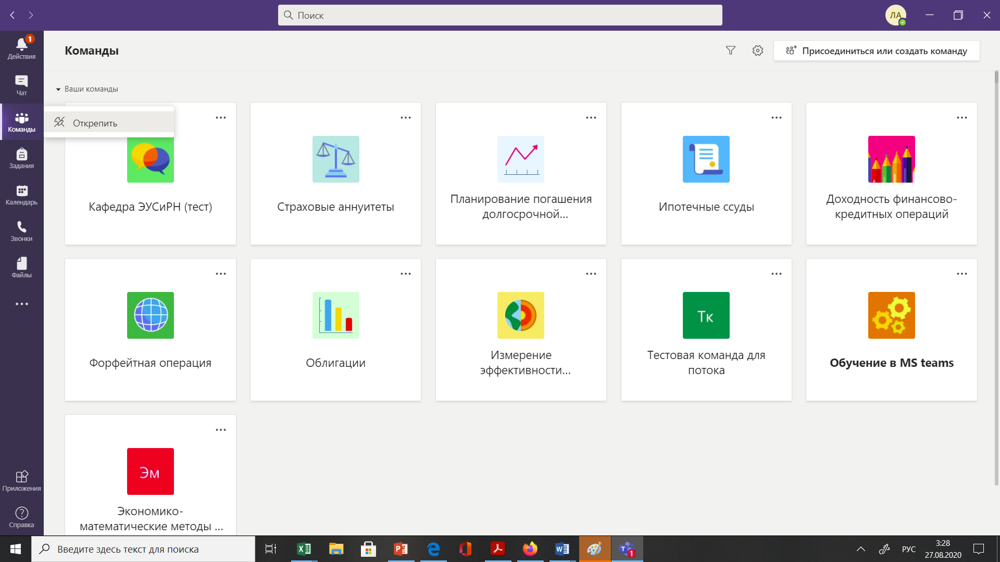 Поиск
ЛА
1
Действия
Чат
Команды
Задания
Календарь
Звонки
Файлы
Приложения
Справка
Команды
Присоединиться или создать команду
Ваши команды
Открепить
Кафедра ЭУСиРН (тест)
Страховые аннуитеты
Планирование погашения
долгосрочной...
Ипотечные ссуды
Доходность финансово-
кредитных операций
Форфейтная операция
Облигации
Измерение
эффективности...
Тк
Тестовая команда для
потока
Обучение в MS teams
Эм
Экономико-
математические методы ...
Введите здесь текст для поиска
1
РУС
3:28
27.08.2020